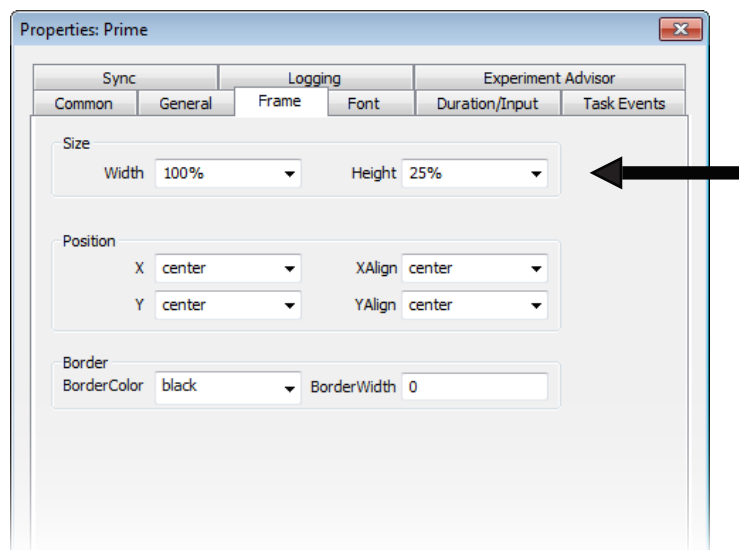 Properties: Prime
Sync Logging Experiment Advisor
Common General Frame Font Duration/Input Task Events
Size
Width 100% Height 25%
Position
X center XAlign center
Y center YAlign center
Border
BorderColor black BorderWidth 0